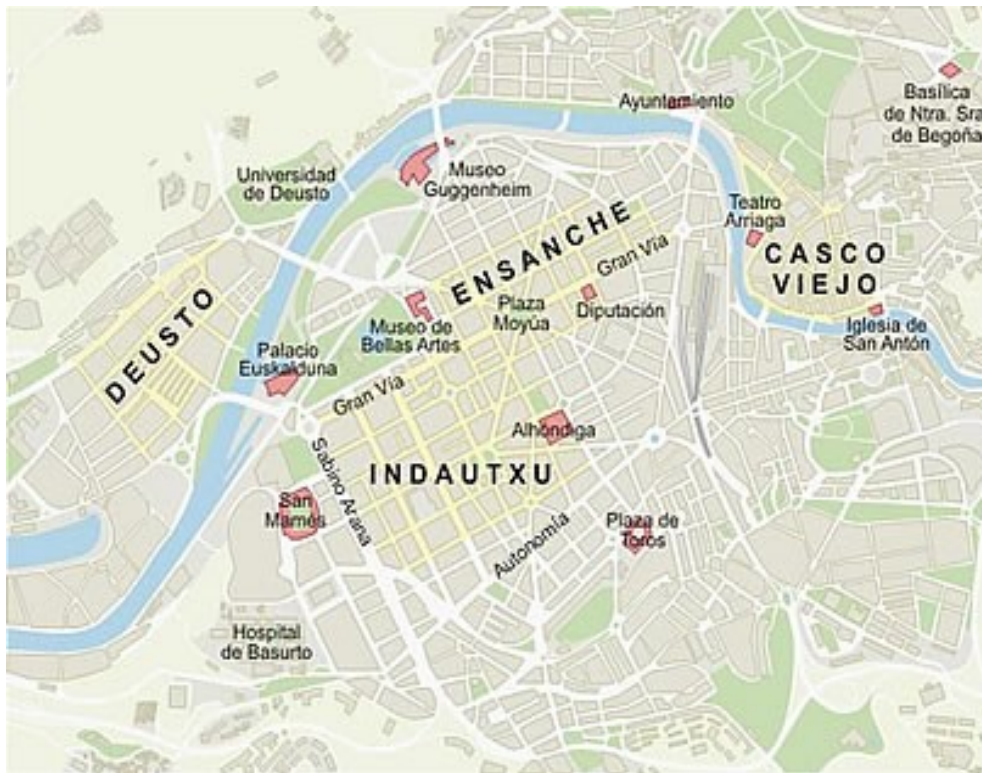 Ayuntamiento
Basílica
de Ntra. Sra
de Begoña
Universidad
de Deusto
Museo
Guggenheim
Teatro
Arriaga
ENSANCHE
Gran Vía
CASCO
VIEJO
DEUSTO
Plaza
Moyúa
Diputación
Museo de
Bellas Artes
Iglesia de
San Antón
Palacio
Euskalduna
Gran Vía
Alhóndiga
Sabino Arana
INDAUTXU
San
Mamés
Autonomía
Plaza de
Toros
Hospital
de Basurto